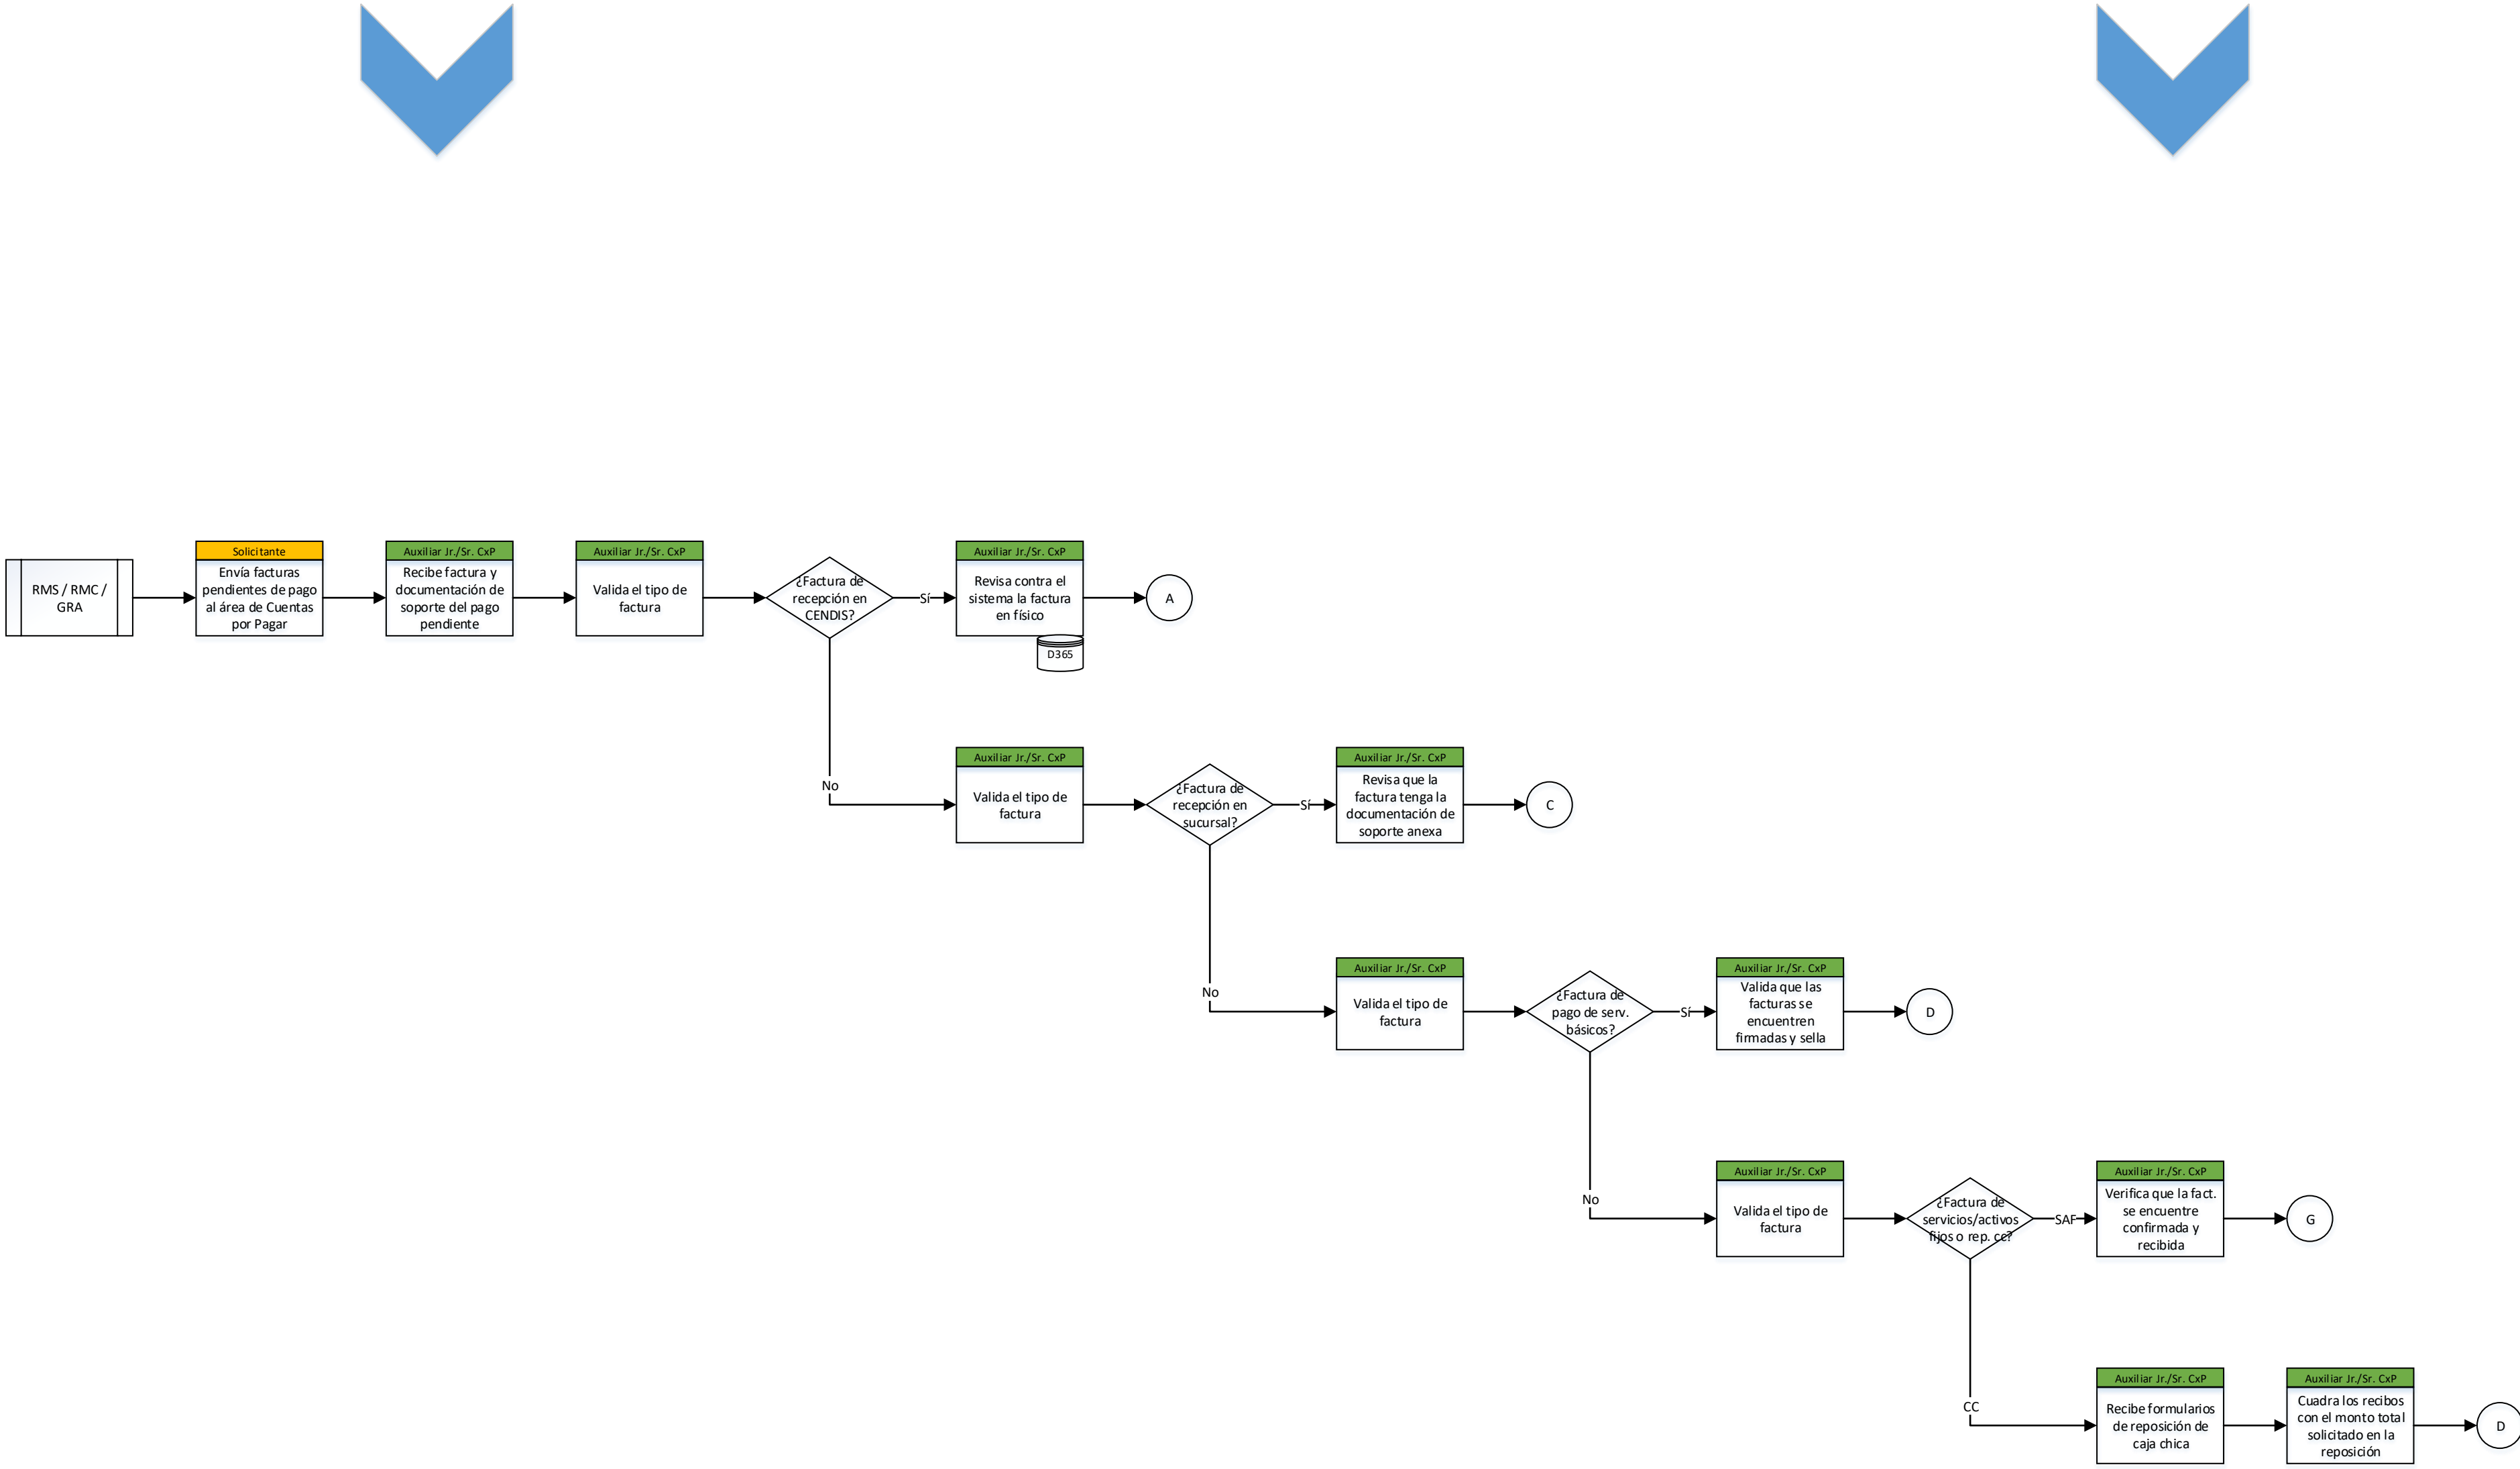 RMS / RMC /
GRA
Solicitante
Envía facturas
pendientes de pago
al área de Cuentas
por Pagar
Auxiliar Jr./Sr. CxP
Recibe factura y
documentación de
soporte del pago
pendiente
Auxiliar Jr./Sr. CxP
Valida el tipo de
factura
¿Factura de
recepción en
CENDIS?
Sí
Auxiliar Jr./Sr. CxP
Revisa contra el
sistema la factura
en físico
D365
A
No
Auxiliar Jr./Sr. CxP
Valida el tipo de
factura
¿Factura de
recepción en
sucursal?
Sí
Auxiliar Jr./Sr. CxP
Revisa que la
factura tenga la
documentación de
soporte anexa
C
No
Auxiliar Jr./Sr. CxP
Valida el tipo de
factura
¿Factura de
pago de serv.
básicos?
Sí
Auxiliar Jr./Sr. CxP
Valida que las
facturas se
encuentren
firmadas y sella
D
No
Auxiliar Jr./Sr. CxP
Valida el tipo de
factura
¿Factura de
servicios/activos
fijos o rep. cc?
SAF
Auxiliar Jr./Sr. CxP
Verifica que la fact.
se encuentre
confirmada y
recibida
G
CC
Auxiliar Jr./Sr. CxP
Recibe formularios
de reposición de
caja chica
Auxiliar Jr./Sr. CxP
Cuadra los recibos
con el monto total
solicitado en la
reposición
D